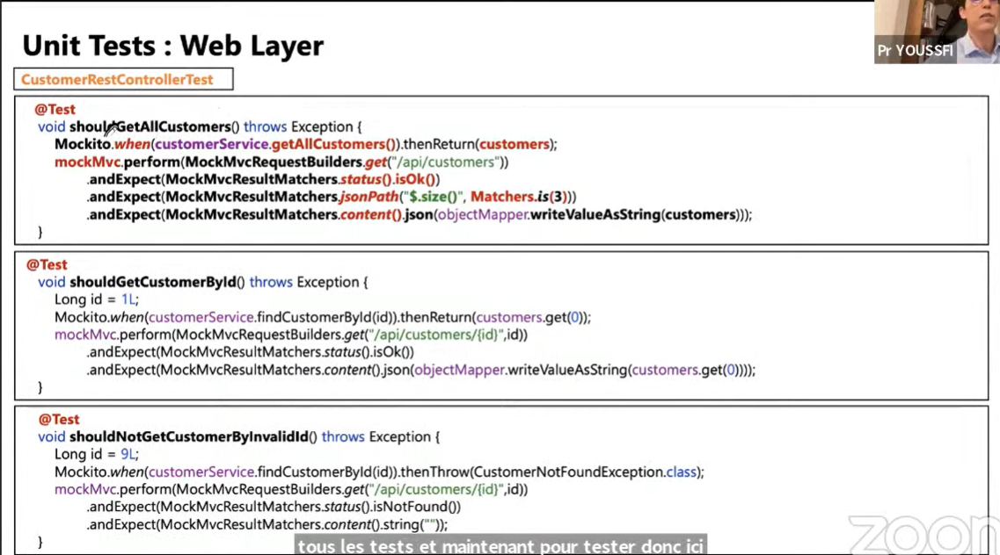 Unit Tests : Web Layer
Pr YOUSSFI
CustomerRestControllerTest
@Test
void shouldGetAllCustomers() throws Exception {
Mockito.when(customerService.getAllCustomers()).thenReturn(customers);
mockMvc.perform(MockMvcRequestBuilders.get("/api/customers"))
.andExpect(MockMvcResultMatchers.status().isOk())
.andExpect(MockMvcResultMatchers.jsonPath("$.size()", Matchers.is(3)))
.andExpect(MockMvcResultMatchers.content().json(objectMapper.writeValueAsString(customers)));
}
@Test
void shouldGetCustomerById() throws Exception {
Long id = 1L;
Mockito.when(customerService.findCustomerById(id)).thenReturn(customers.get(0));
mockMvc.perform(MockMvcRequestBuilders.get("/api/customers/{id}",id))
.andExpect(MockMvcResultMatchers.status().isOk())
.andExpect(MockMvcResultMatchers.content().json(objectMapper.writeValueAsString(customers.get(0))));
}
@Test
void shouldNotGetCustomerByInvalidId() throws Exception {
Long id = 9L;
Mockito.when(customerService.findCustomerById(id)).thenThrow(CustomerNotFoundException.class);
mockMvc.perform(MockMvcRequestBuilders.get("/api/customers/{id}",id))
.andExpect(MockMvcResultMatchers.status().isNotFound())
.andExpect(MockMvcResultMatchers.content().string(""));
}
tous les tests et maintenant pour tester donc ici
zoom